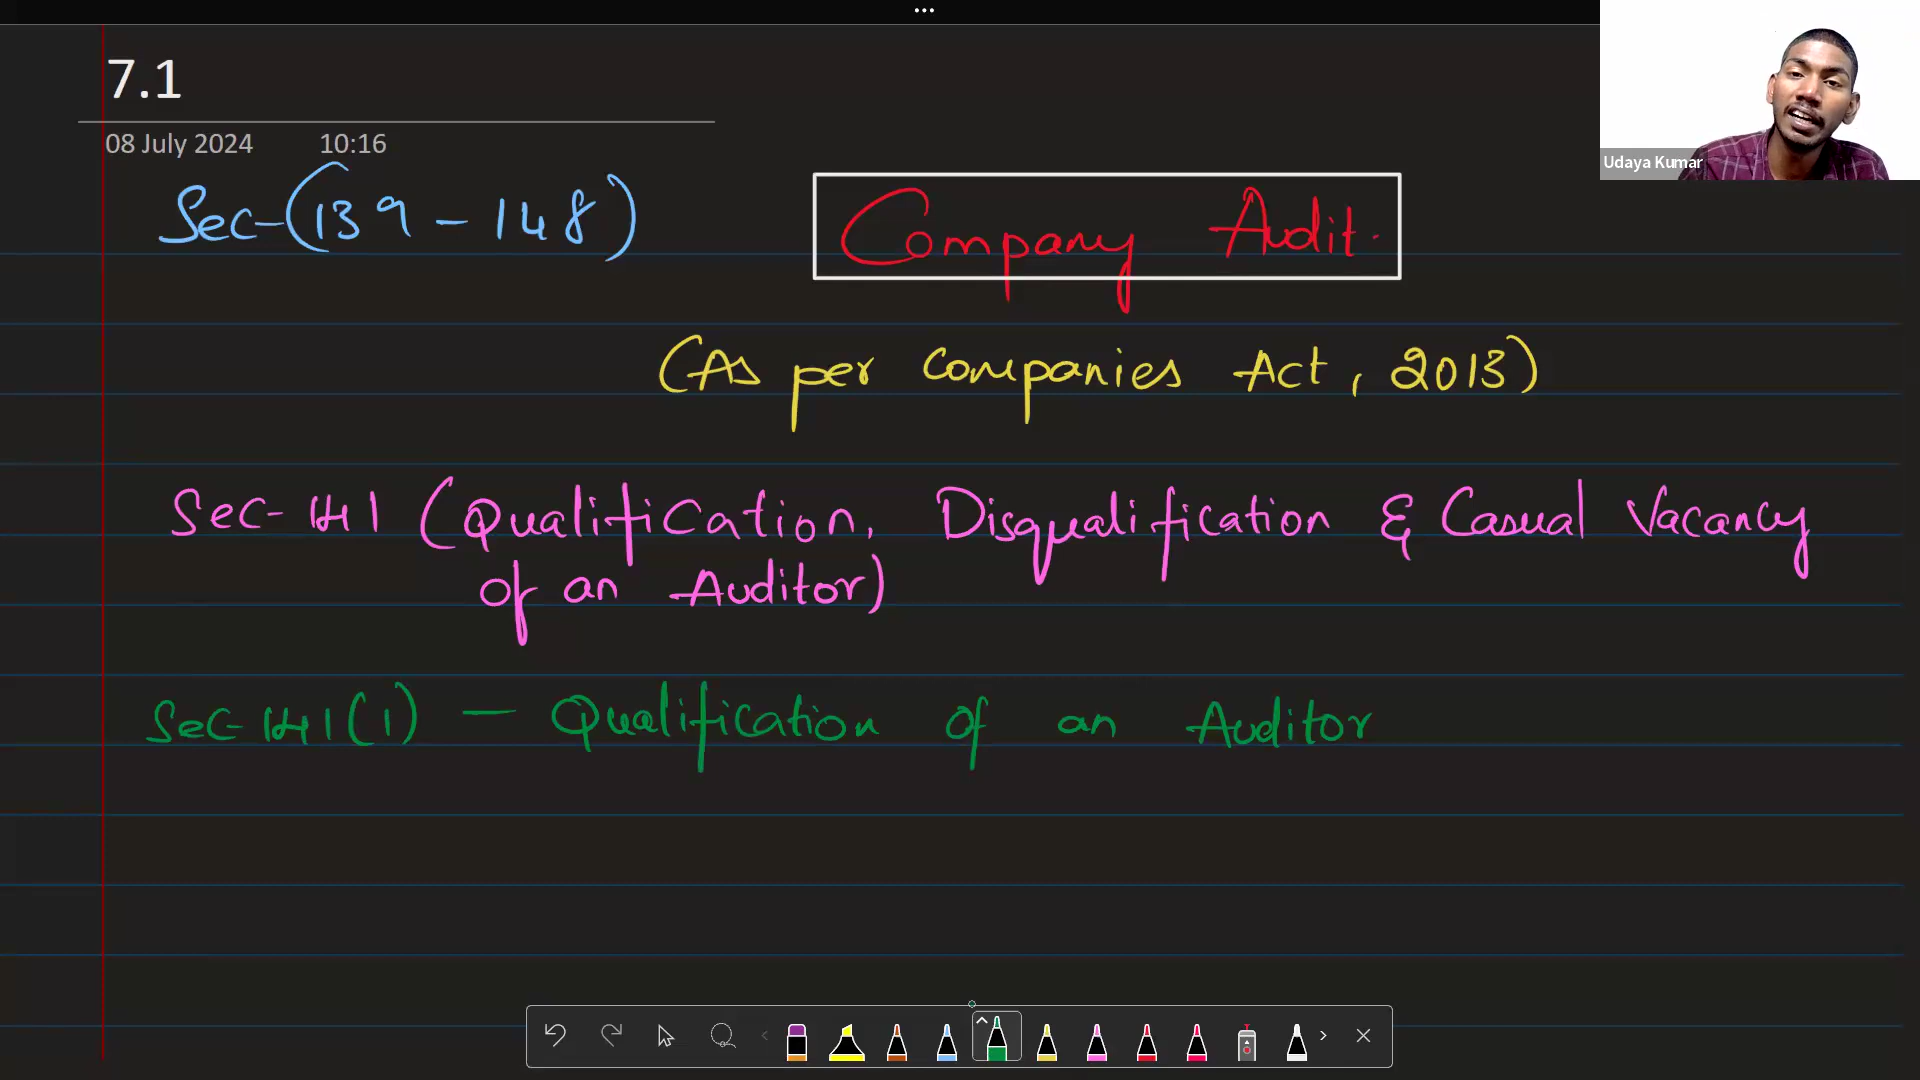 ...
7.1
08 July 2024 10:16
Udaya Kumar
Sec-(139-148)
Company Audit.
(As per Companies Act, 2013)
Sec-141 (Qualification, Disqualification & Casual Vacancy
of an Auditor)
Sec-141(1) — Qualification of an Auditor